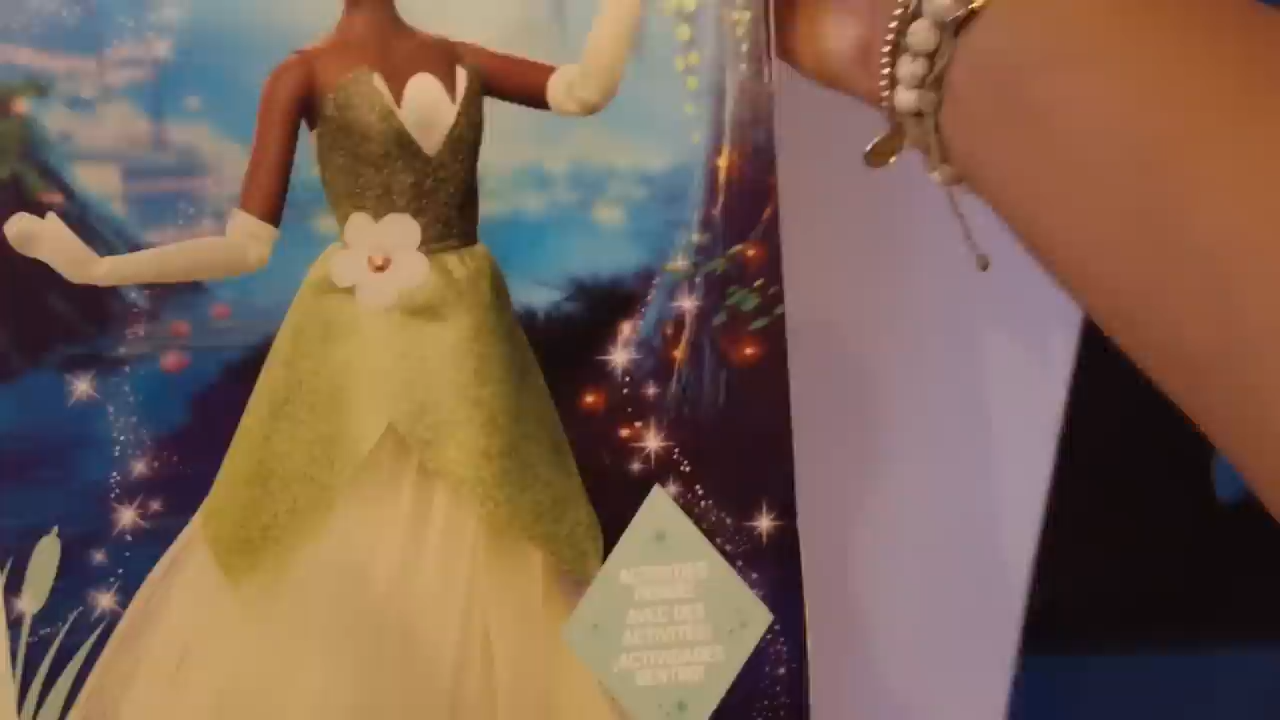 ACTIVITIES
INSIDE!
AVEC DES
ACTIVITÉS!
¡ACTIVIDADES
DENTRO!